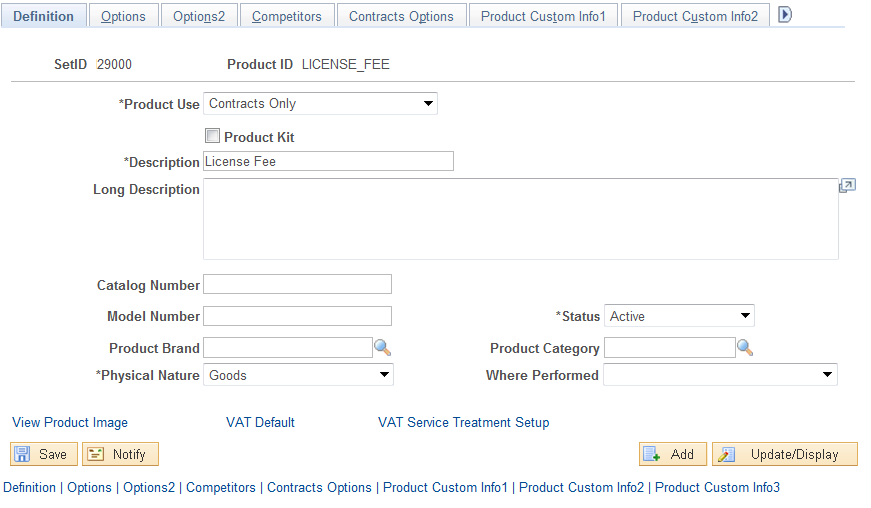 Definition Options Options2 Competitors Contracts Options Product Custom Info1 Product Custom Info2
SetID 29000 Product ID LICENSE_FEE
*Product Use Contracts Only
Product Kit
*Description License Fee
Long Description
Catalog Number
Model Number *Status Active
Product Brand Product Category
*Physical Nature Goods Where Performed
View Product Image VAT Default VAT Service Treatment Setup
Save Notify Add Update/Display
Definition | Options | Options2 | Competitors | Contracts Options | Product Custom Info1 | Product Custom Info2 | Product Custom Info3